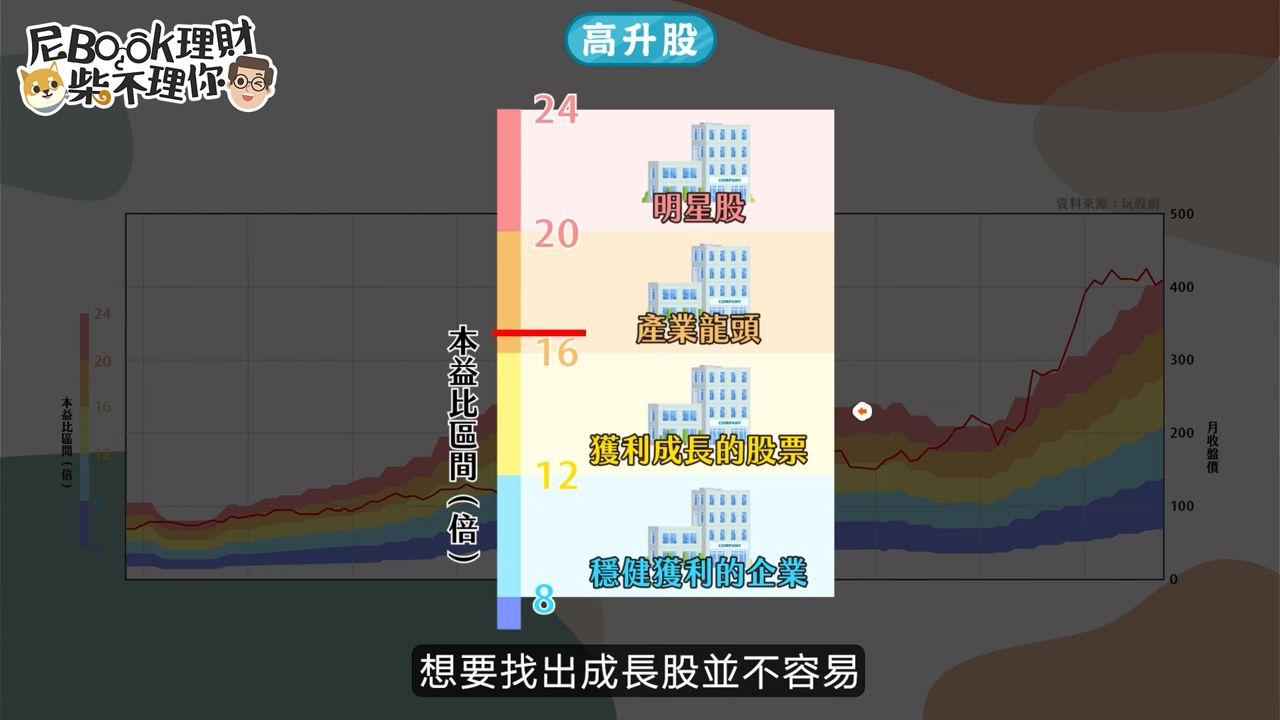 尼BOOK理財
柴不理你
高升股
24
COMPANY
明星股
20
COMPANY
產業龍頭
16
COMPANY
獲利成長的股票
12
COMPANY
穩健獲利的企業
8
本益比區間(倍)
資料來源:玩股網
500
400
300
200
100
0
月收盤價
24
20
16
12
本益比區間(倍)
想要找出成長股並不容易